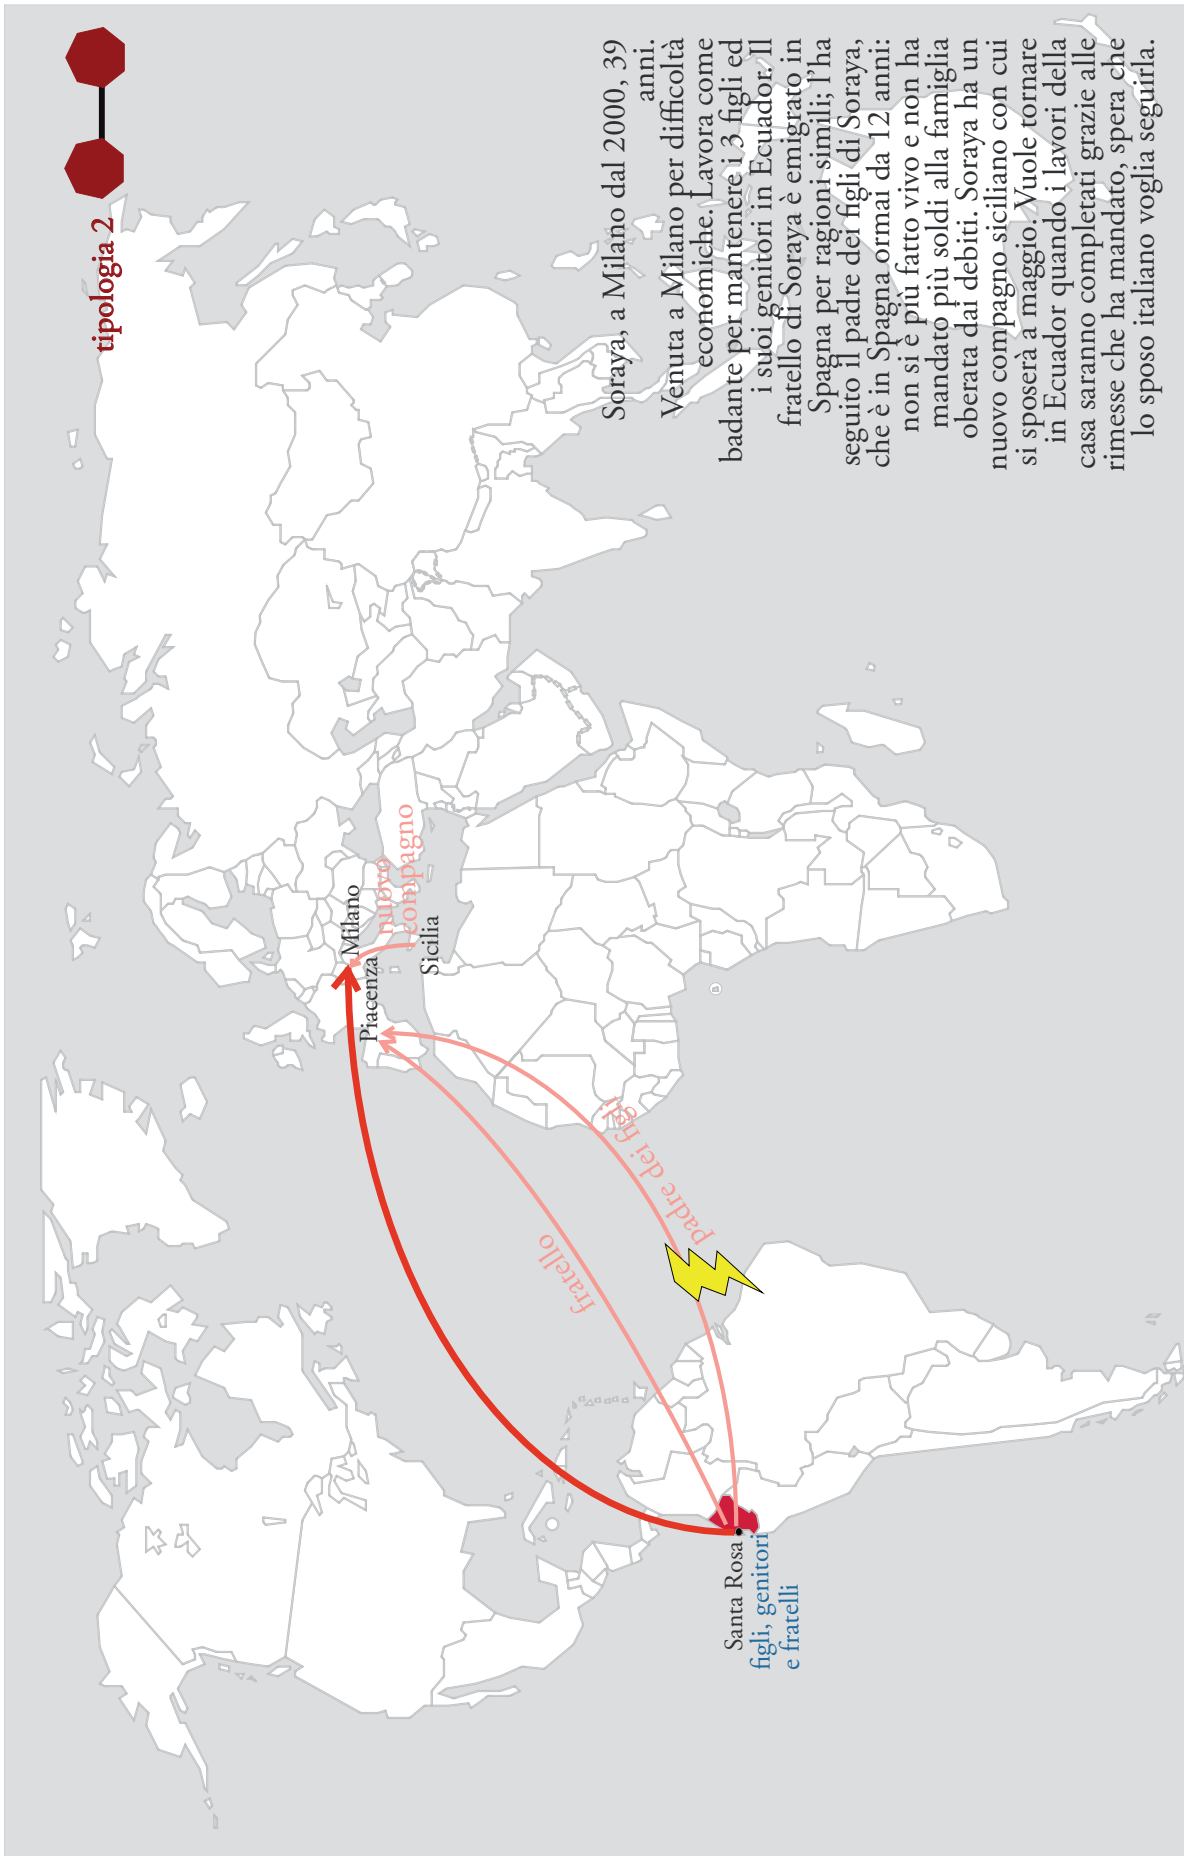 tipologia 2
Soraya, a Milano dal 2000, 39
anni.
Venuta a Milano per difficoltà
economiche. Lavora come
badante per mantenere i 3 figli ed
i suoi genitori in Ecuador. Il
fratello di Soraya è emigrato in
Spagna per ragioni simili; l'ha
seguito il padre dei figli di Soraya,
che è in Spagna ormai da 12 anni:
non si è più fatto vivo e non ha
mandato più soldi alla famiglia
oberata dai debiti. Soraya ha un
nuovo compagno siciliano con cui
si sposerà a maggio. Vuole tornare
in Ecuador quando i lavori della
casa saranno completati grazie alle
rimesse che ha mandato, spera che
lo sposo italiano voglia seguirla.
Milano
Piacenza
nuovo
compagno
Sicilia
fratello
padre dei figli
Santa Rosa
figli, genitori
e fratelli